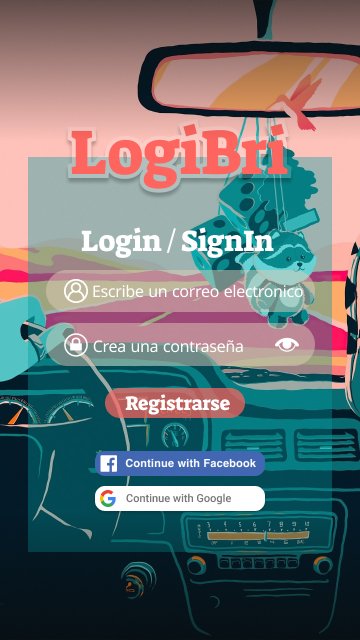 LogiBri
Login / SignIn
Escribe un correo electronico
Crea una contraseña
Registrarse
Continue with Facebook
Continue with Google